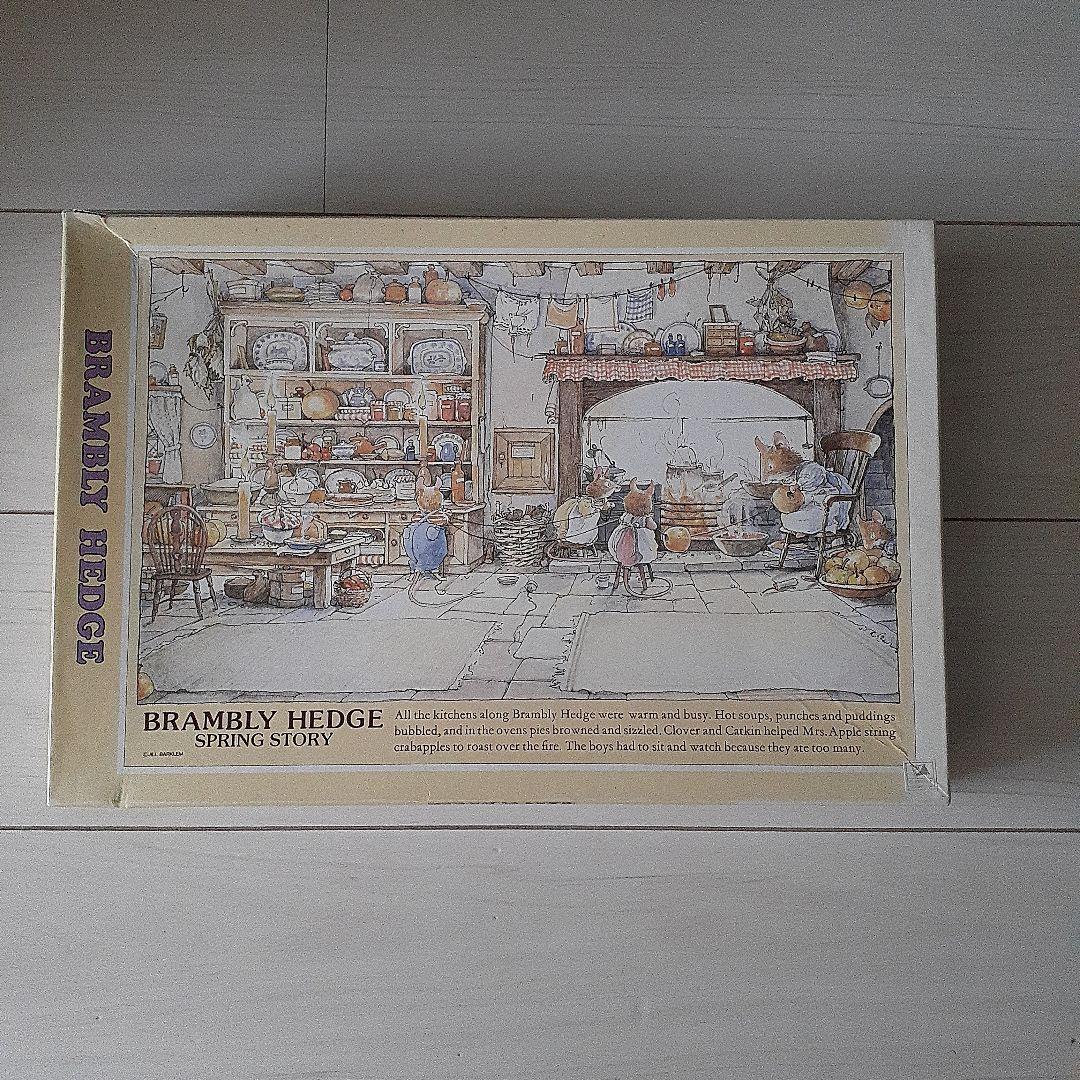 BRAMBLY HEDGE
BRAMBLY HEDGE
SPRING STORY
©JILL BARKLEM
All the kitchens along Brambly Hedge were warm and busy. Hot soups, punches and puddings
bubbled, and in the ovens pies browned and sizzled. Clover and Catkin helped Mrs. Apple string
crabapples to roast over the fire. The boys had to sit and watch because they ate too many.